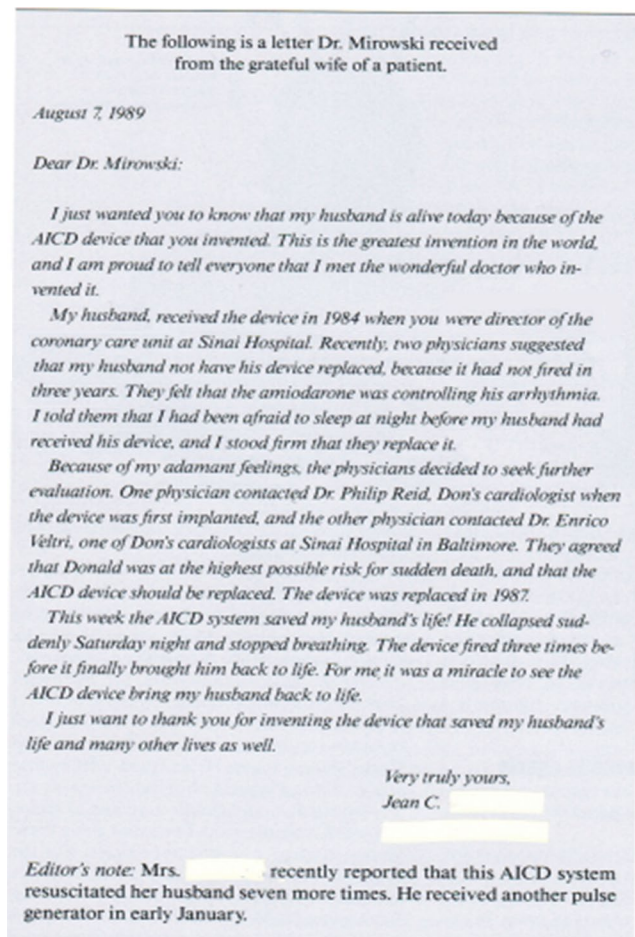 The following is a letter Dr. Mirowski received
from the grateful wife of a patient.
August 7, 1989
Dear Dr. Mirowski:
I just wanted you to know that my husband is alive today because of the
AICD device that you invented. This is the greatest invention in the world,
and I am proud to tell everyone that I met the wonderful doctor who in-
vented it.
My husband, received the device in 1984 when you were director of the
coronary care unit at Sinai Hospital. Recently, two physicians suggested
that my husband not have his device replaced, because it had not fired in
three years. They felt that the amiodarone was controlling his arrhythmia.
I told them that I had been afraid to sleep at night before my husband had
received his device, and I stood firm that they replace it.
Because of my adamant feelings, the physicians decided to seek further
evaluation. One physician contacted Dr. Philip Reid, Don's cardiologist when
the device was first implanted, and the other physician contacted Dr. Enrico
Veltri, one of Don's cardiologists at Sinai Hospital in Baltimore. They agreed
that Donald was at the highest possible risk for sudden death, and that the
AICD device should be replaced. The device was replaced in 1987.
This week the AICD system saved my husband's life! He collapsed sud-
denly Saturday night and stopped breathing. The device fired three times be-
fore it finally brought him back to life. For me, it was a miracle to see the
AICD device bring my husband back to life.
I just want to thank you for inventing the device that saved my husband's
life and many other lives as well.
Very truly yours,
Jean C.
Editor's note: Mrs. recently reported that this AICD system
resuscitated her husband seven more times. He received another pulse
generator in early January.